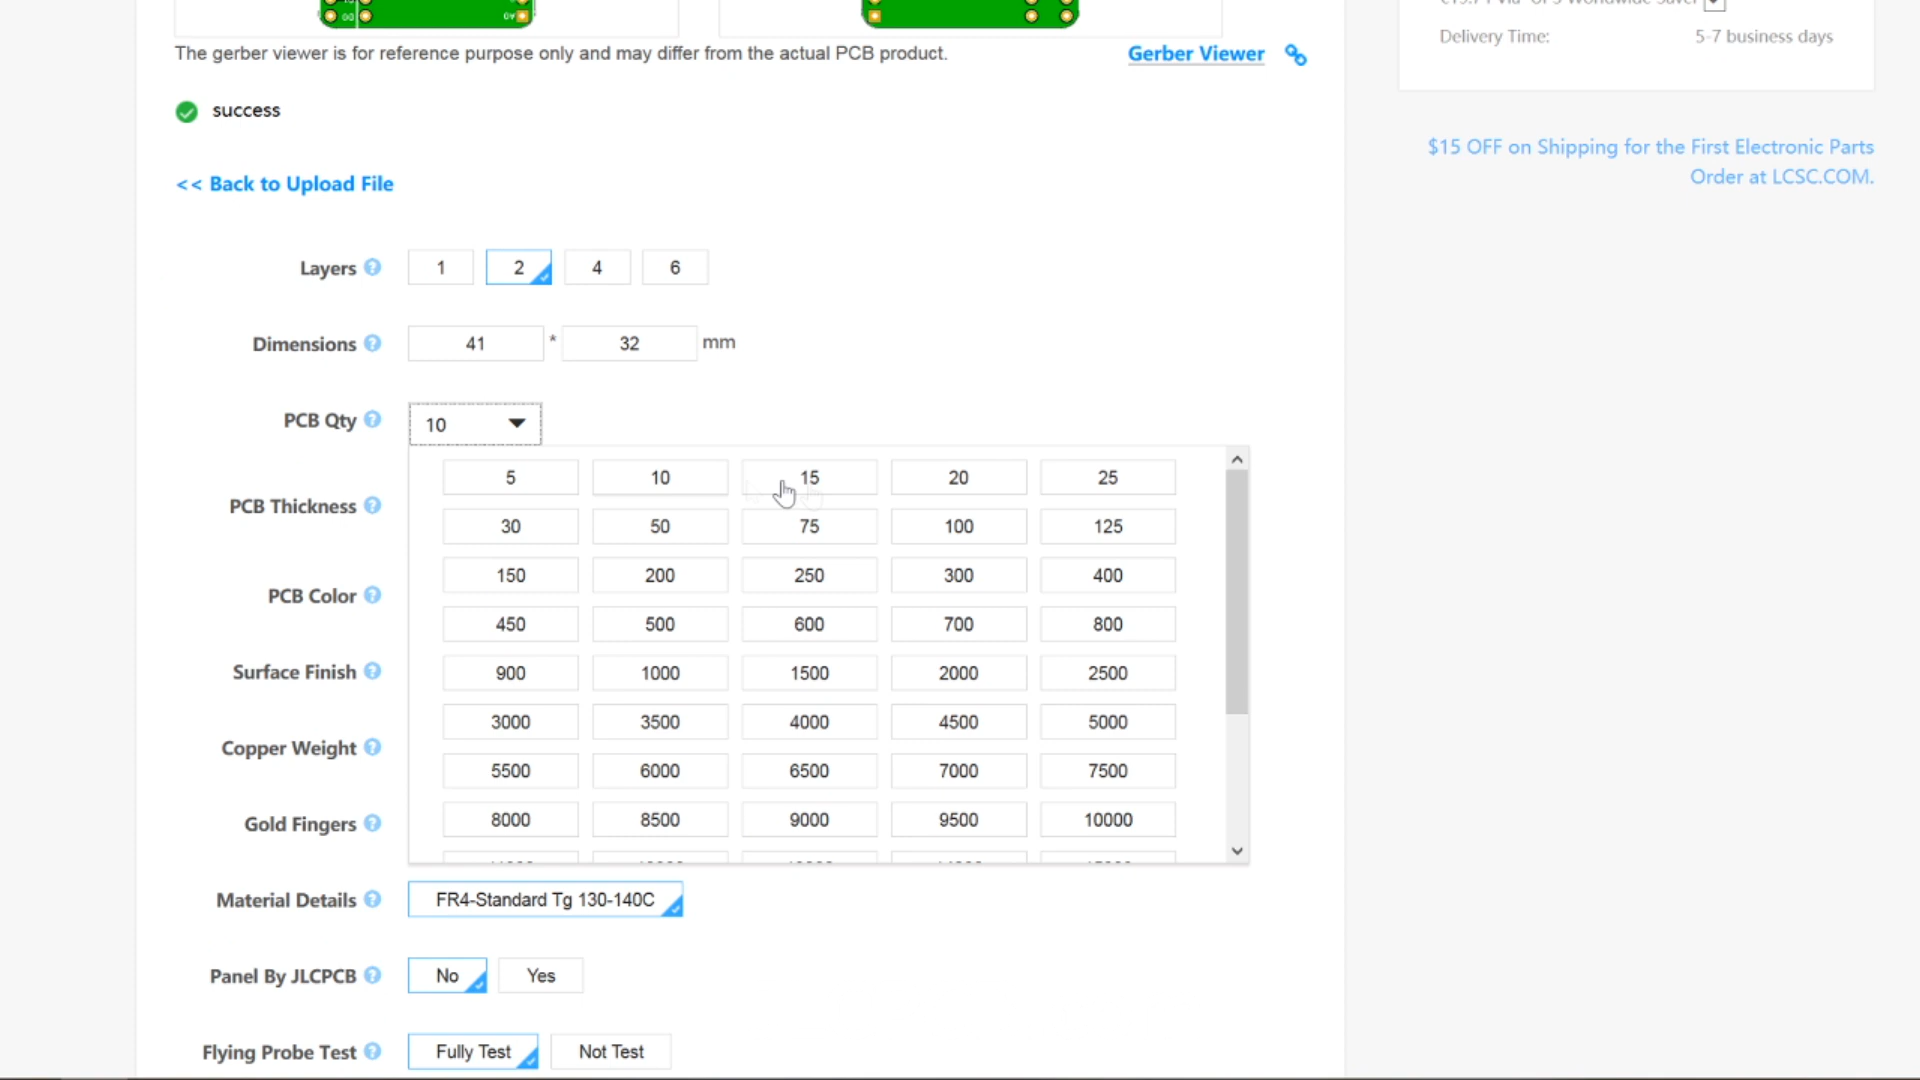 Delivery Time: 5-7 business days
The gerber viewer is for reference purpose only and may differ from the actual PCB product.
Gerber Viewer
success
$15 OFF on Shipping for the First Electronic Parts
Order at LCSC.COM.
<< Back to Upload File
Layers ? 1 2 4 6
Dimensions ? 41 * 32 mm
PCB Qty ? 10
5 10 15 20 25
30 50 75 100 125
150 200 250 300 400
450 500 600 700 800
900 1000 1500 2000 2500
3000 3500 4000 4500 5000
5500 6000 6500 7000 7500
8000 8500 9000 9500 10000
PCB Thickness ?
PCB Color ?
Surface Finish ?
Copper Weight ?
Gold Fingers ?
Material Details ? FR4-Standard Tg 130-140C
Panel By JLCPCB ? No Yes
Flying Probe Test ? Fully Test Not Test